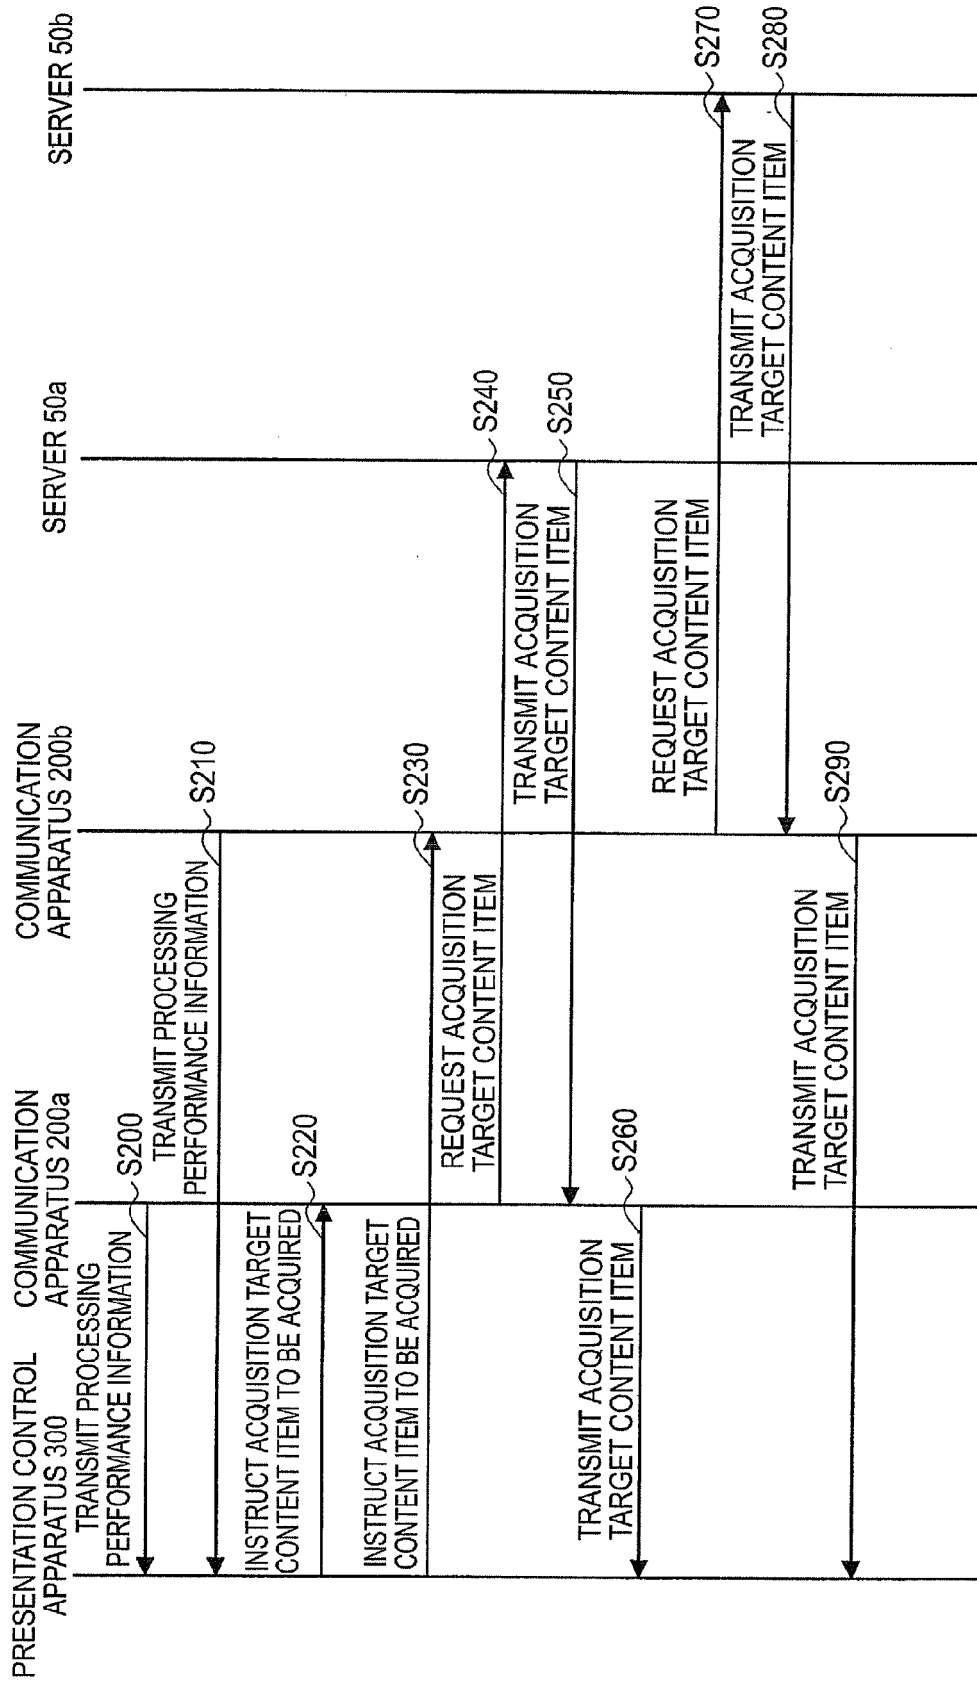 PRESENTATION CONTROL
APPARATUS 300
COMMUNICATION
APPARATUS 200a
COMMUNICATION
APPARATUS 200b
SERVER 50a
SERVER 50b
TRANSMIT PROCESSING
PERFORMANCE INFORMATION
S200
TRANSMIT PROCESSING
PERFORMANCE INFORMATION
S210
INSTRUCT ACQUISITION TARGET
CONTENT ITEM TO BE ACQUIRED
S220
INSTRUCT ACQUISITION TARGET
CONTENT ITEM TO BE ACQUIRED
S230
REQUEST ACQUISITION
TARGET CONTENT ITEM
S240
TRANSMIT ACQUISITION
TARGET CONTENT ITEM
S250
TRANSMIT ACQUISITION
TARGET CONTENT ITEM
S260
REQUEST ACQUISITION
TARGET CONTENT ITEM
S270
TRANSMIT ACQUISITION
TARGET CONTENT ITEM
S280
TRANSMIT ACQUISITION
TARGET CONTENT ITEM
S290